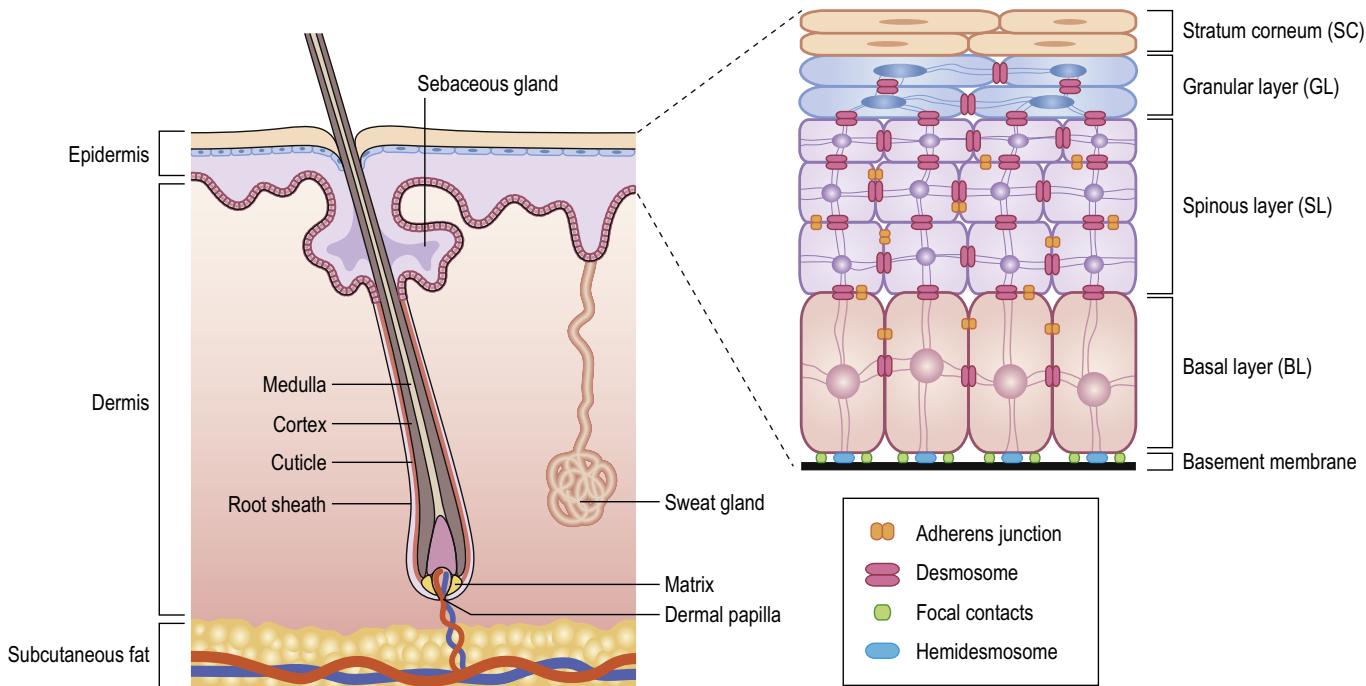 Sebaceous gland
Epidermis
Dermis
Medulla
Cortex
Cuticle
Root sheath
Sweat gland
Matrix
Dermal papilla
Subcutaneous fat
Stratum corneum (SC)
Granular layer (GL)
Spinous layer (SL)
Basal layer (BL)
Basement membrane
Adherens junction
Desmosome
Focal contacts
Hemidesmosome